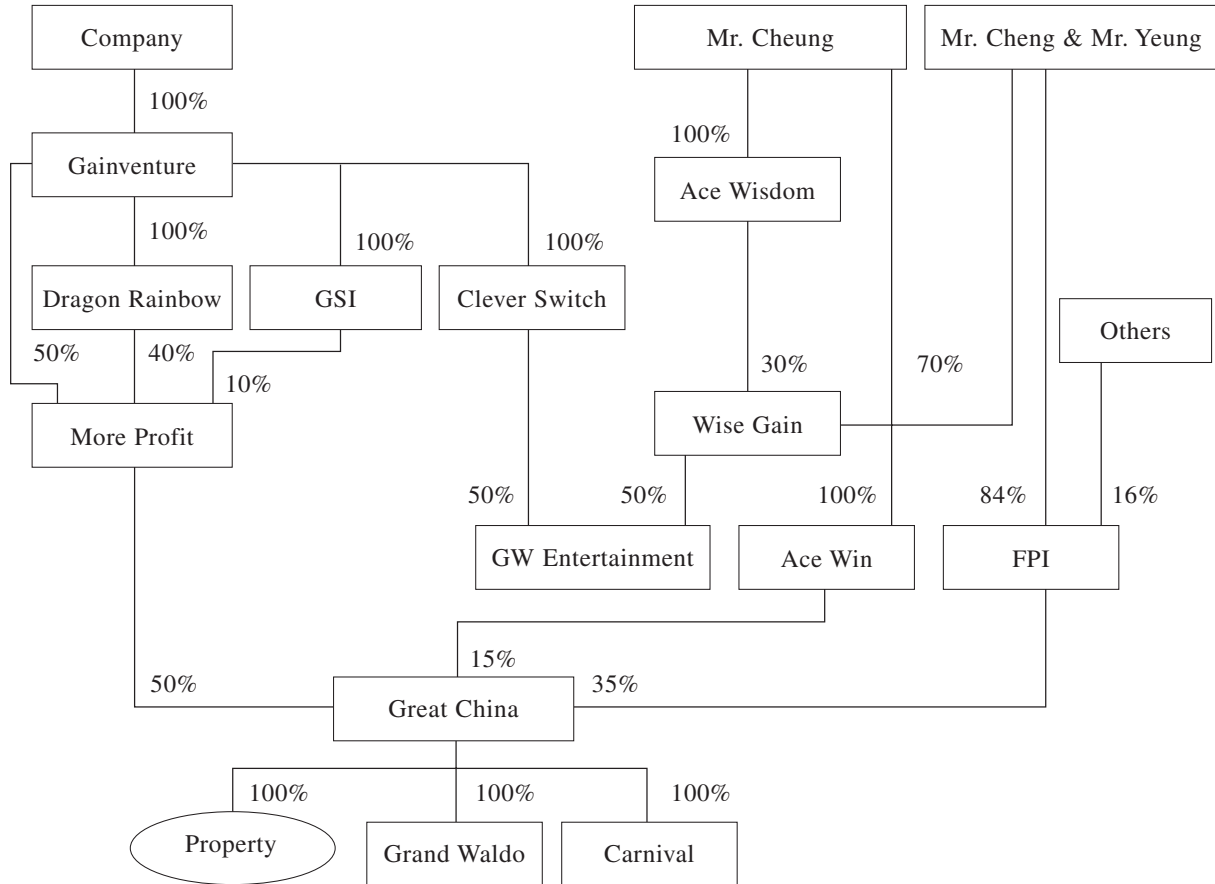 Company
Mr. Cheung
Mr. Cheng & Mr. Yeung
100%
100%
Gainventure
Ace Wisdom
100%
100%
100%
Dragon Rainbow
GSI
Clever Switch
Others
50%
40%
10%
30%
70%
More Profit
Wise Gain
50%
50%
100%
84%
16%
GW Entertainment
Ace Win
FPI
15%
50%
35%
Great China
100%
100%
100%
Property
Grand Waldo
Carnival